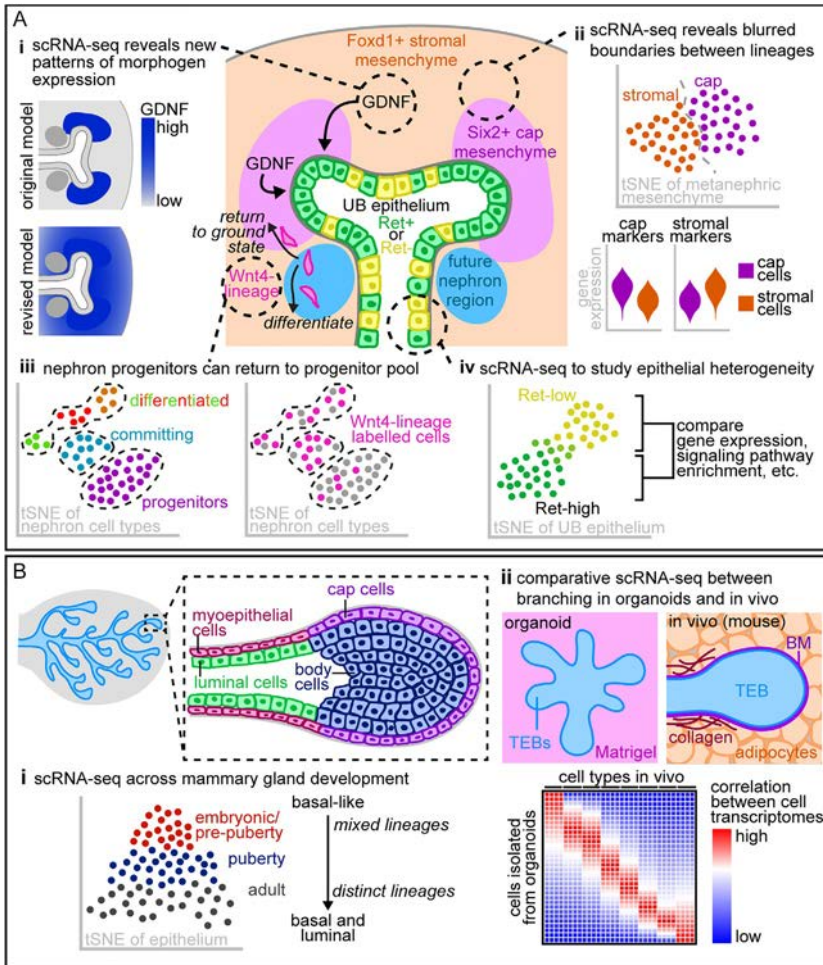 A
i scRNA-seq reveals new
patterns of morphogen
expression
GDNF
high
low
original model
revised model
Foxd1+ stromal
mesenchyme
GDNF
Six2+ cap
mesenchyme
GDNF
UB epithelium
Ret+
or
Ret-
return
to ground
state
Wnt4-
lineage
differentiate
future
nephron
region
ii scRNA-seq reveals blurred
boundaries between lineages
stromal
cap
tSNE of metanephric
mesenchyme
cap
markers
stromal
markers
gene
expression
cap
cells
stromal
cells
iii nephron progenitors can return to progenitor pool
differentiated
committing
progenitors
tSNE of
nephron cell types
Wnt4-lineage
labelled cells
tSNE of
nephron cell types
iv scRNA-seq to study epithelial heterogeneity
Ret-low
Ret-high
compare
gene expression,
signaling pathway
enrichment, etc.
tSNE of UB epithelium
B
myoepithelial
cells
luminal cells
cap cells
body
cells
i scRNA-seq across mammary gland development
embryonic/
pre-puberty
puberty
adult
tSNE of epithelium
basal-like
mixed lineages
distinct lineages
basal and
luminal
ii comparative scRNA-seq between
branching in organoids and in vivo
organoid
TEBs
Matrigel
in vivo (mouse)
BM
TEB
collagen
adipocytes
cell types in vivo
cells isolated
from organoids
correlation
between cell
transcriptomes
high
low